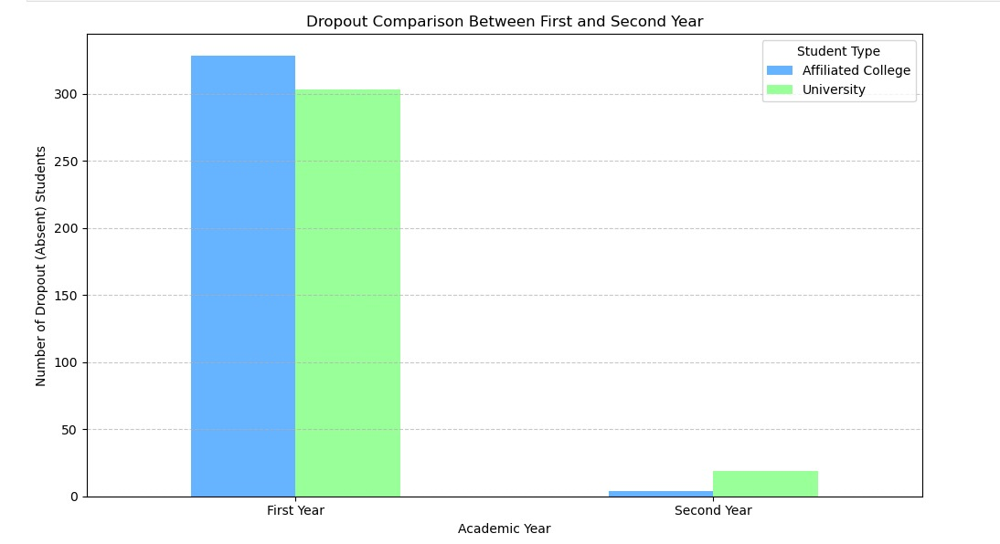 Dropout Comparison Between First and Second Year
Student Type
Affiliated College
University
Number of Dropout (Absent) Students
300
250
200
150
100
50
0
First Year
Second Year
Academic Year